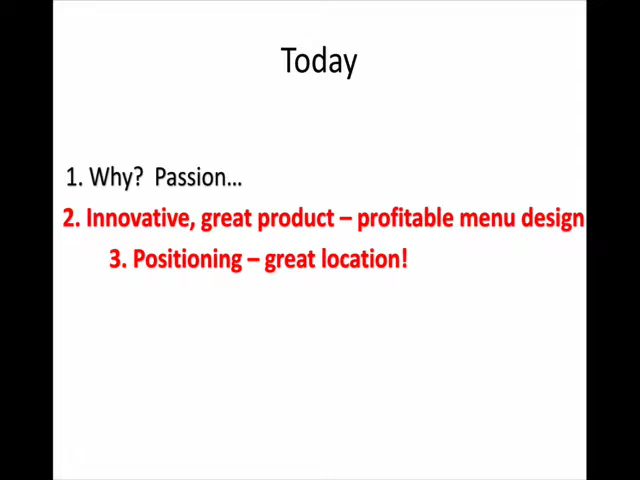 Today
1. Why?  Passion…
2. Innovative, great product – profitable menu design
3. Positioning – great location!